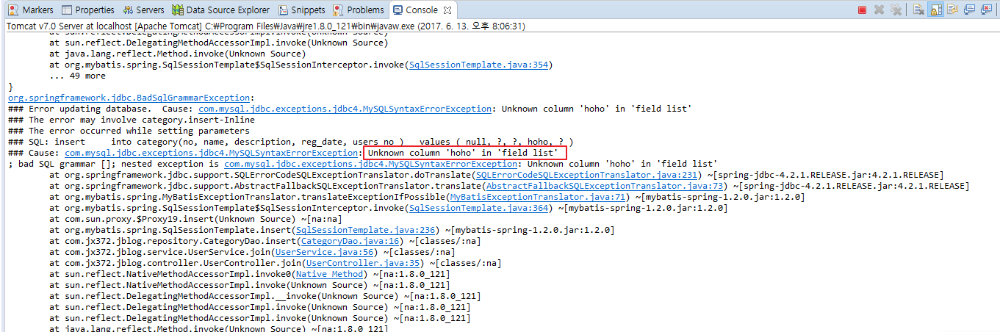 Markers Properties Servers Data Source Explorer Snippets Problems Console
Tomcat v7.0 Server at localhost [Apache Tomcat] C:₩Program Files₩Java₩jre1.8.0_121₩bin₩javaw.exe (2017. 6. 13. 오후 8:06:31)
at sun.reflect.DelegatingMethodAccessorImpl.invoke(Unknown Source)
at sun.reflect.DelegatingMethodAccessorImpl.invoke(Unknown Source)
at java.lang.reflect.Method.invoke(Unknown Source)
at org.mybatis.spring.SqlSessionTemplate$SqlSessionInterceptor.invoke(SqlSessionTemplate.java:354)
... 49 more
}
org.springframework.jdbc.BadSqlGrammarException:
### Error updating database.  Cause: com.mysql.jdbc.exceptions.jdbc4.MySQLSyntaxErrorException: Unknown column 'hoho' in 'field list'
### The error may involve category.insert-Inline
### The error occurred while setting parameters
### SQL: insert     into category(no, name, description, reg_date, users_no )   values ( null, ?, ?, hoho, ? )
### Cause: com.mysql.jdbc.exceptions.jdbc4.MySQLSyntaxErrorException: Unknown column 'hoho' in 'field list'
; bad SQL grammar []; nested exception is com.mysql.jdbc.exceptions.jdbc4.MySQLSyntaxErrorException: Unknown column 'hoho' in 'field list'
at org.springframework.jdbc.support.SQLErrorCodeSQLExceptionTranslator.doTranslate(SQLErrorCodeSQLExceptionTranslator.java:231) ~[spring-jdbc-4.2.1.RELEASE.jar:4.2.1.RELEASE]
at org.springframework.jdbc.support.AbstractFallbackSQLExceptionTranslator.translate(AbstractFallbackSQLExceptionTranslator.java:73) ~[spring-jdbc-4.2.1.RELEASE.jar:4.2.1.RELEASE]
at org.mybatis.spring.MyBatisExceptionTranslator.translateExceptionIfPossible(MyBatisExceptionTranslator.java:71) ~[mybatis-spring-1.2.0.jar:1.2.0]
at org.mybatis.spring.SqlSessionTemplate$SqlSessionInterceptor.invoke(SqlSessionTemplate.java:364) ~[mybatis-spring-1.2.0.jar:1.2.0]
at com.sun.proxy.$Proxy19.insert(Unknown Source) ~[na:na]
at org.mybatis.spring.SqlSessionTemplate.insert(SqlSessionTemplate.java:236) ~[mybatis-spring-1.2.0.jar:1.2.0]
at com.jx372.jblog.repository.CategoryDao.insert(CategoryDao.java:16) ~[classes/:na]
at com.jx372.jblog.service.UserService.join(UserService.java:56) ~[classes/:na]
at com.jx372.jblog.controller.UserController.join(UserController.java:35) ~[classes/:na]
at sun.reflect.NativeMethodAccessorImpl.invoke0(Native Method) ~[na:1.8.0_121]
at sun.reflect.NativeMethodAccessorImpl.invoke(Unknown Source) ~[na:1.8.0_121]
at sun.reflect.DelegatingMethodAccessorImpl.__invoke(Unknown Source) ~[na:1.8.0_121]
at sun.reflect.DelegatingMethodAccessorImpl.invoke(Unknown Source) ~[na:1.8.0_121]
at sun.reflect.DelegatingMethodAccessorImpl.invoke(Unknown Source) ~[na:1.8.0_121]
at java.lang.reflect.Method.invoke(Unknown Source) ~[na:1.8.0_121]